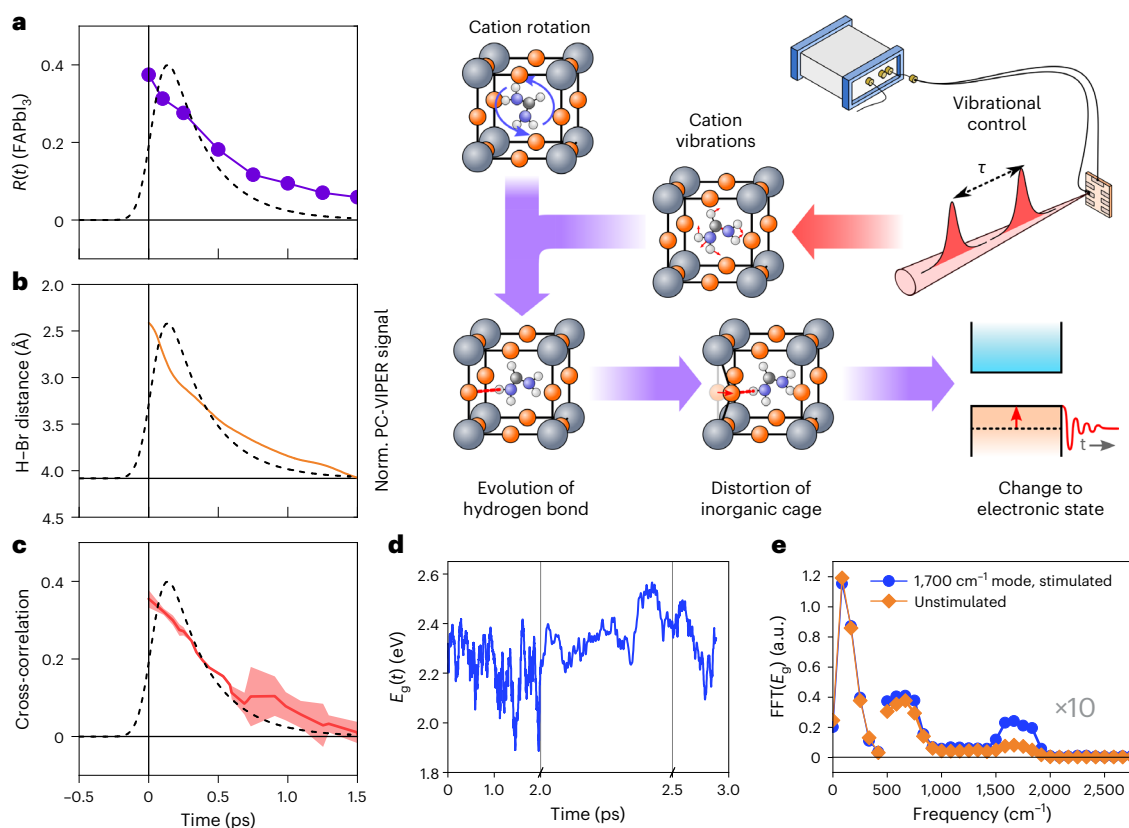 a
R(t) (FAPbI3)
0.4
0.2
0
b
H–Br distance (Å)
2.0
2.5
3.0
3.5
4.0
4.5
Norm. PC-VIPER signal
c
Cross-correlation
0.4
0.2
0
−0.5
0
0.5
1.0
1.5
Time (ps)
Cation rotation
Cation
vibrations
Vibrational
control
τ
Evolution of
hydrogen bond
Distortion of
inorganic cage
t
Change to
electronic state
d
Eg(t) (eV)
2.6
2.4
2.2
2.0
1.8
0
1.0
2.0
2.5
3.0
Time (ps)
e
FFT(Eg) (a.u.)
1.2
1.0
0.8
0.6
0.4
0.2
0
1,700 cm−1 mode, stimulated
Unstimulated
×10
0
500
1,000
1,500
2,000
2,500
Frequency (cm−1)